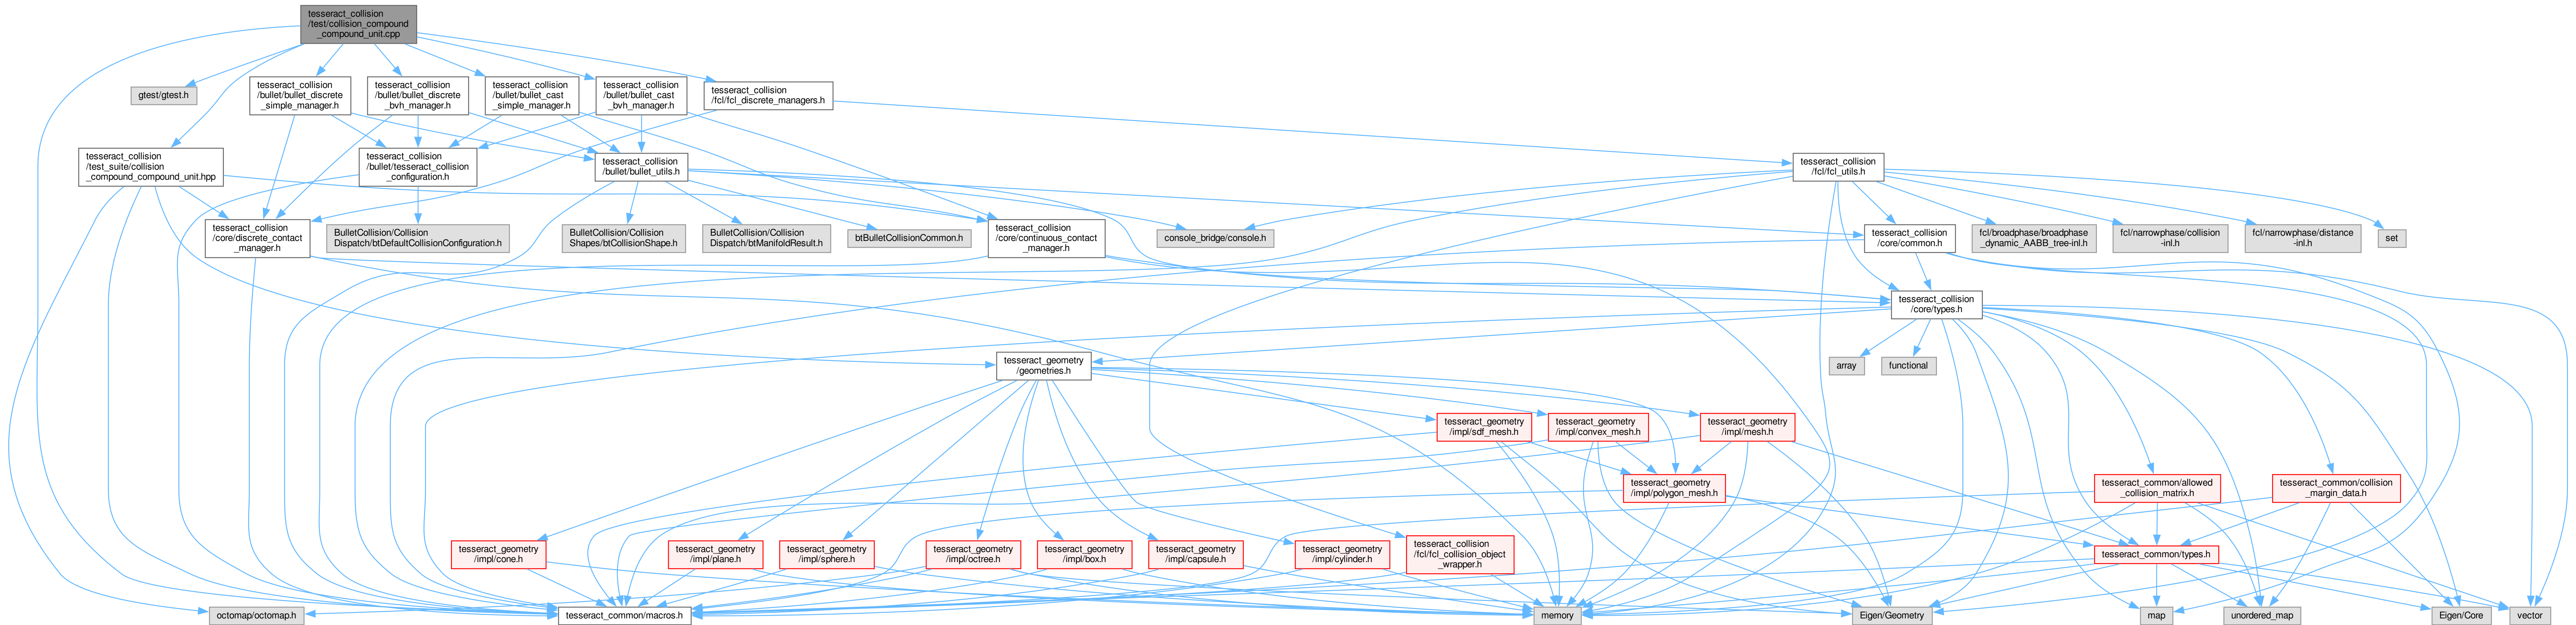 tesseract_collision
/test/collision_compound
_compound_unit.cpp
gtest/gtest.h
tesseract_collision
/bullet/bullet_discrete
_simple_manager.h
tesseract_collision
/bullet/bullet_discrete
_bvh_manager.h
tesseract_collision
/bullet/bullet_cast
_simple_manager.h
tesseract_collision
/bullet/bullet_cast
_bvh_manager.h
tesseract_collision
/fcl/fcl_discrete_managers.h
tesseract_collision
/test_suite/collision
_compound_compound_unit.hpp
tesseract_collision
/bullet/tesseract_collision
_configuration.h
tesseract_collision
/bullet/bullet_utils.h
tesseract_collision
/fcl/fcl_utils.h
tesseract_collision
/core/discrete_contact
_manager.h
BulletCollision/Collision
Dispatch/btDefaultCollisionConfiguration.h
BulletCollision/Collision
Shapes/btCollisionShape.h
BulletCollision/Collision
Dispatch/btManifoldResult.h
btBulletCollisionCommon.h
tesseract_collision
/core/continuous_contact
_manager.h
console_bridge/console.h
tesseract_collision
/core/common.h
fcl/broadphase/broadphase
_dynamic_AABB_tree-inl.h
fcl/narrowphase/collision
-inl.h
fcl/narrowphase/distance
-inl.h
set
tesseract_collision
/core/types.h
tesseract_geometry
/geometries.h
array
functional
tesseract_geometry
/impl/sdf_mesh.h
tesseract_geometry
/impl/convex_mesh.h
tesseract_geometry
/impl/mesh.h
tesseract_geometry
/impl/polygon_mesh.h
tesseract_common/allowed
_collision_matrix.h
tesseract_common/collision
_margin_data.h
tesseract_geometry
/impl/cone.h
tesseract_geometry
/impl/plane.h
tesseract_geometry
/impl/sphere.h
tesseract_geometry
/impl/octree.h
tesseract_geometry
/impl/box.h
tesseract_geometry
/impl/capsule.h
tesseract_geometry
/impl/cylinder.h
tesseract_collision
/fcl/fcl_collision_object
_wrapper.h
tesseract_common/types.h
octomap/octomap.h
tesseract_common/macros.h
memory
Eigen/Geometry
map
unordered_map
Eigen/Core
vector